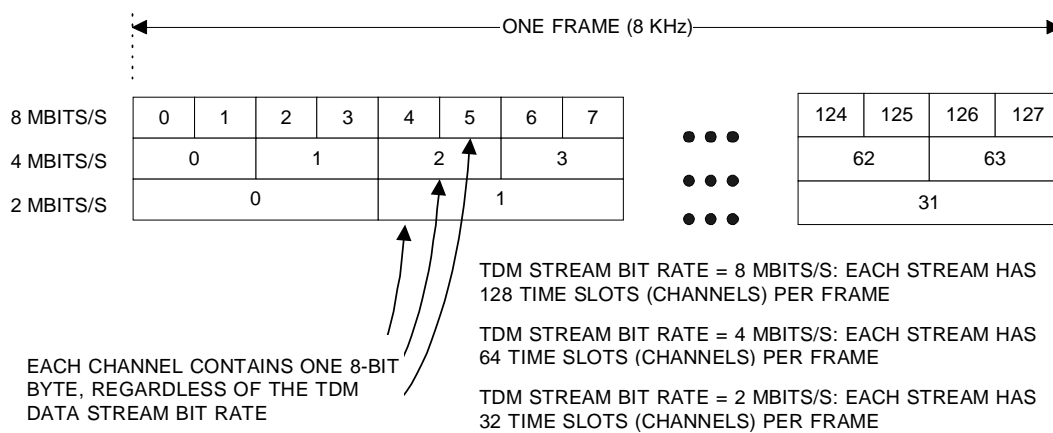 ONE FRAME (8 KHz)
8 MBITS/S 0 1 2 3 4 5 6 7 124 125 126 127
4 MBITS/S 0 1 2 3 62 63
2 MBITS/S 0 1 31
TDM STREAM BIT RATE = 8 MBITS/S: EACH STREAM HAS
128 TIME SLOTS (CHANNELS) PER FRAME
TDM STREAM BIT RATE = 4 MBITS/S: EACH STREAM HAS
64 TIME SLOTS (CHANNELS) PER FRAME
TDM STREAM BIT RATE = 2 MBITS/S: EACH STREAM HAS
32 TIME SLOTS (CHANNELS) PER FRAME
EACH CHANNEL CONTAINS ONE 8-BIT
BYTE, REGARDLESS OF THE TDM
DATA STREAM BIT RATE